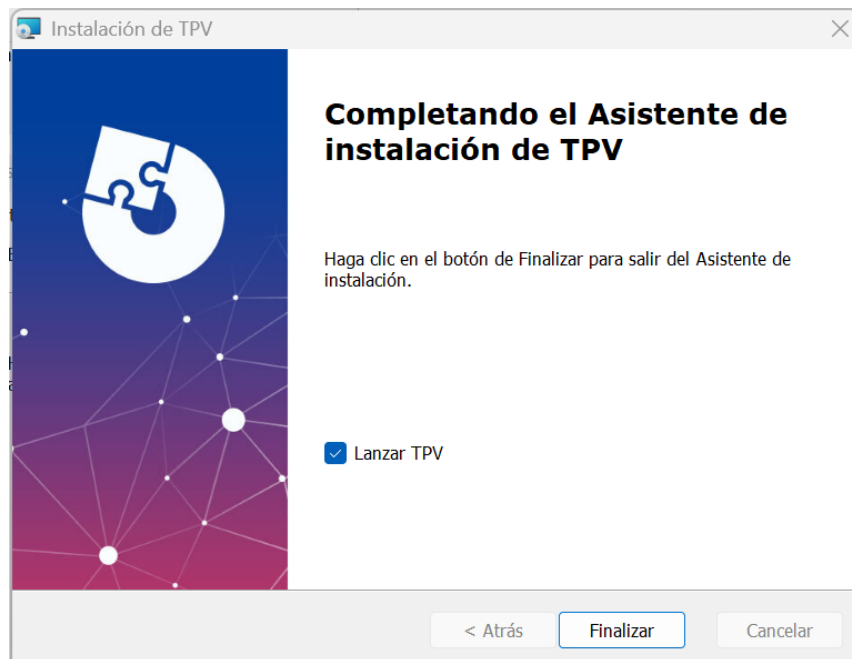 Instalación de TPV
Completando el Asistente de
instalación de TPV
Haga clic en el botón de Finalizar para salir del Asistente de
instalación.
Lanzar TPV
< Atrás
Finalizar
Cancelar